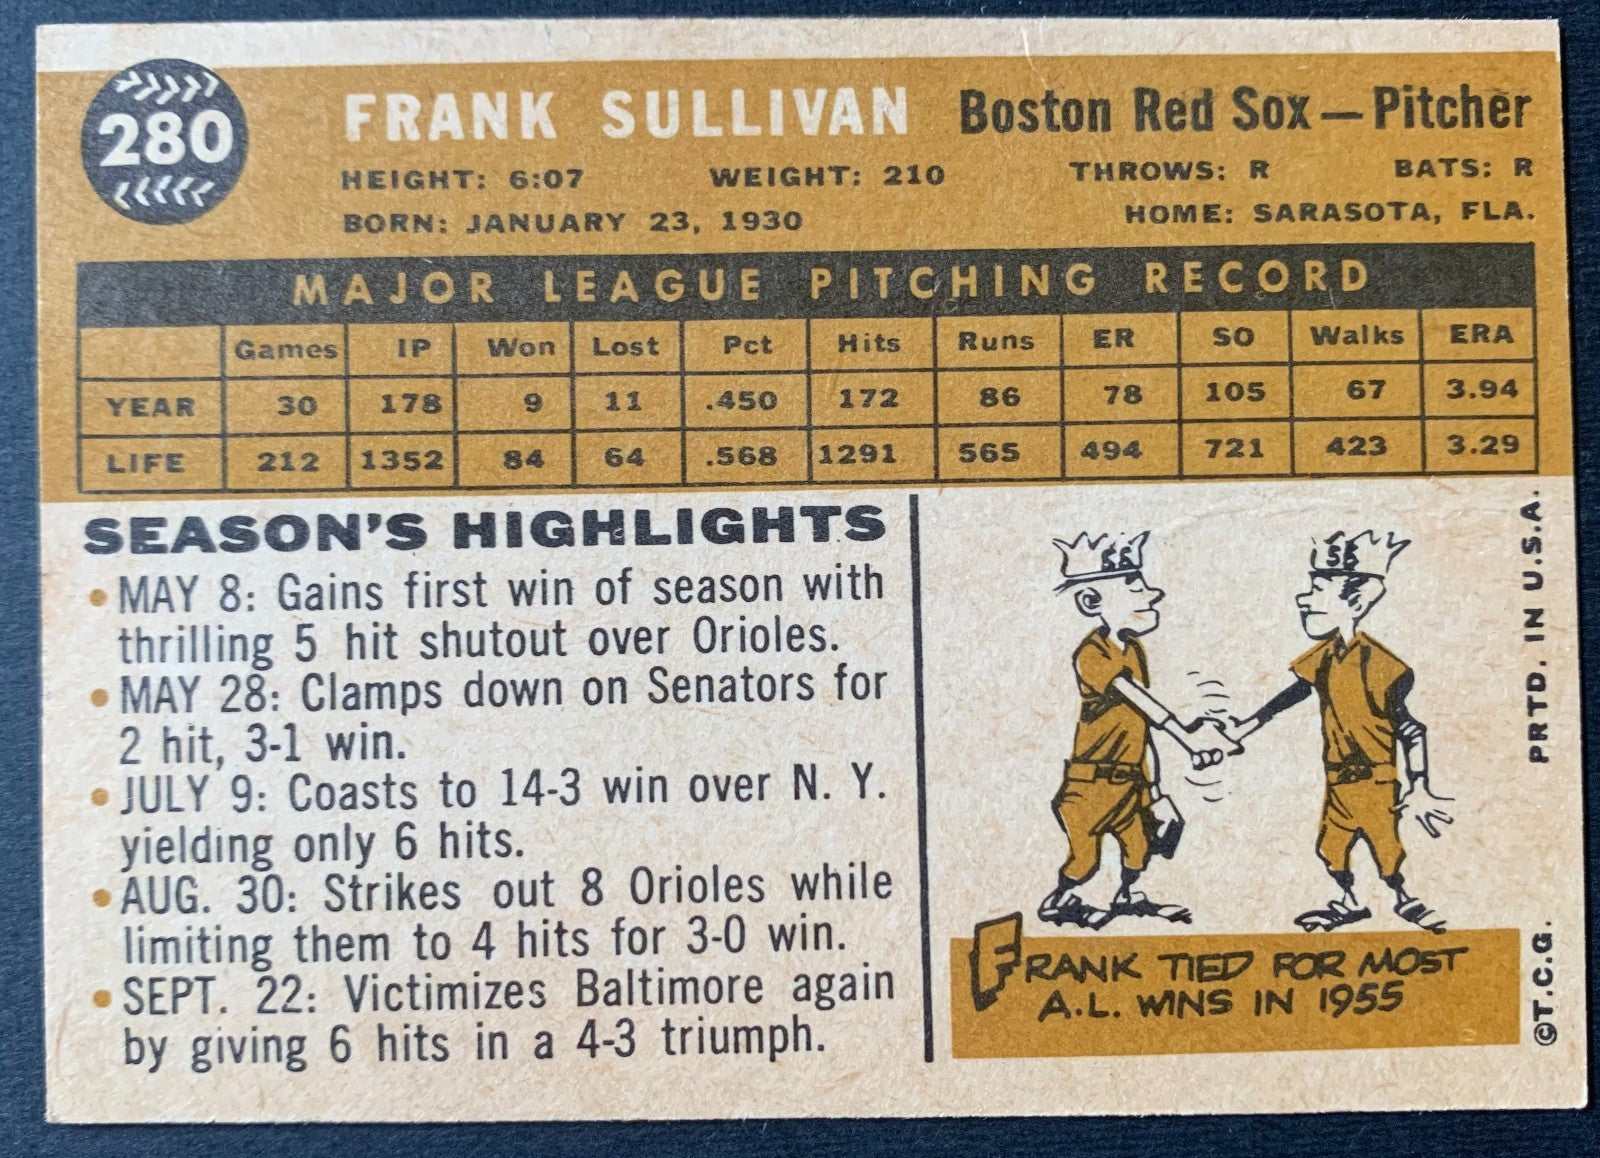 280
FRANK SULLIVAN Boston Red Sox — Pitcher
HEIGHT: 6:07 WEIGHT: 210 THROWS: R BATS: R
BORN: JANUARY 23, 1930 HOME: SARASOTA, FLA.
MAJOR LEAGUE PITCHING RECORD
Games IP Won Lost Pct Hits Runs ER SO Walks ERA
YEAR 30 178 9 11 .450 172 86 78 105 67 3.94
LIFE 212 1352 84 64 .568 1291 565 494 721 423 3.29
SEASON'S HIGHLIGHTS
• MAY 8: Gains first win of season with
thrilling 5 hit shutout over Orioles.
• MAY 28: Clamps down on Senators for
2 hit, 3-1 win.
• JULY 9: Coasts to 14-3 win over N. Y.
yielding only 6 hits.
• AUG. 30: Strikes out 8 Orioles while
limiting them to 4 hits for 3-0 win.
• SEPT. 22: Victimizes Baltimore again
by giving 6 hits in a 4-3 triumph.
55
55
FRANK TIED FOR MOST
A.L. WINS IN 1955
©T.C.G. PRTD. IN U.S.A.